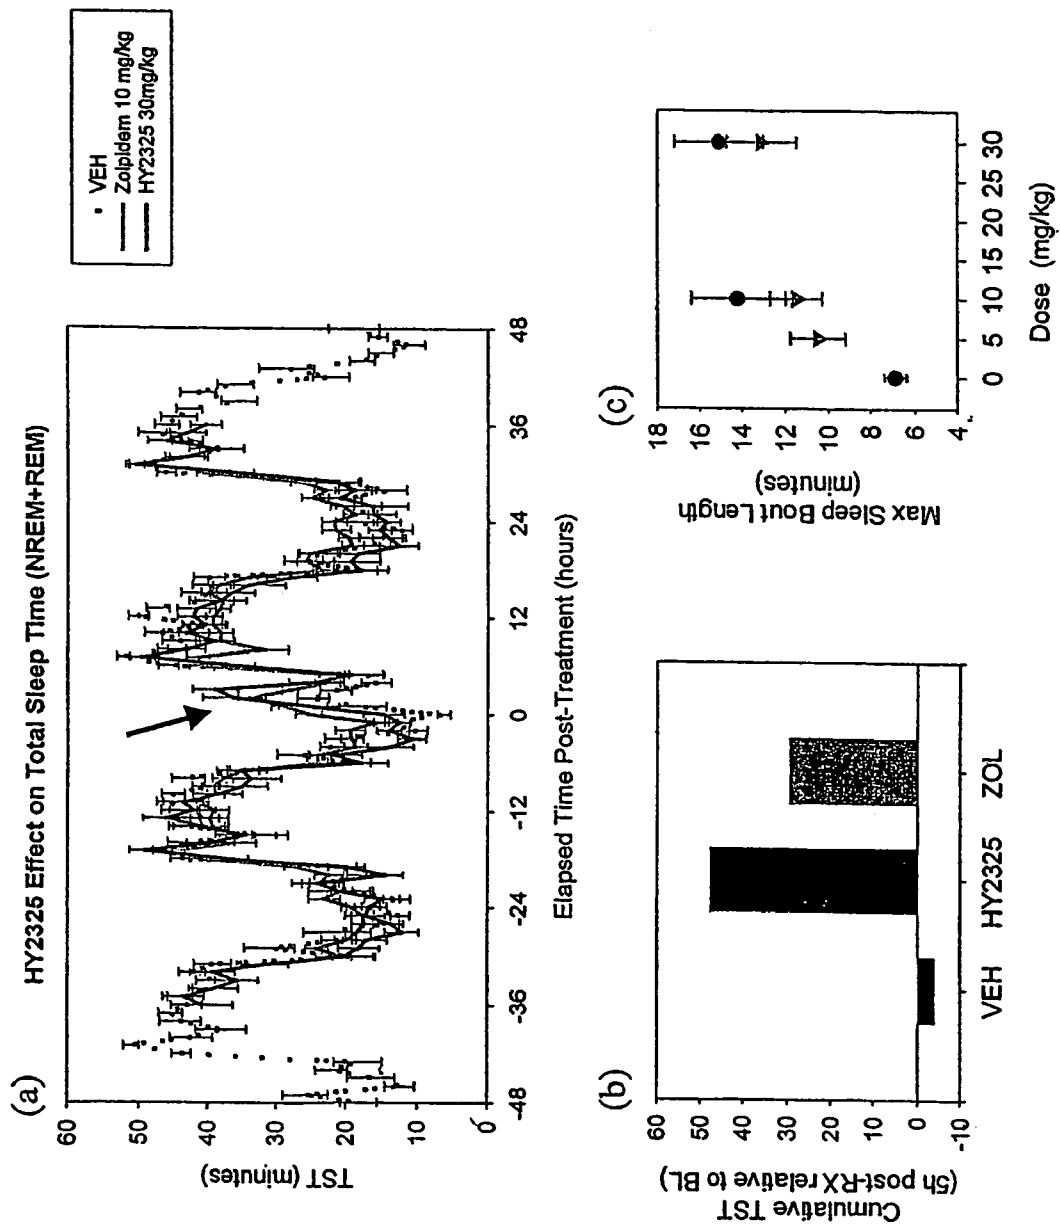 (a)
HY2325 Effect on Total Sleep Time (NREM+REM)
VEH
Zolpidem 10 mg/kg
HY2325 30mg/kg
TST (minutes)
60
50
40
30
20
10
0
-48
-36
-24
-12
0
12
24
36
48
Elapsed Time Post-Treatment (hours)
(b)
Cumulative TST
(5h post-RX relative to BL)
60
50
40
30
20
10
0
-10
VEH
HY2325
ZOL
(c)
Max Sleep Bout Length
(minutes)
18
16
14
12
10
8
6
4
0
5
10
15
20
25
30
Dose (mg/kg)